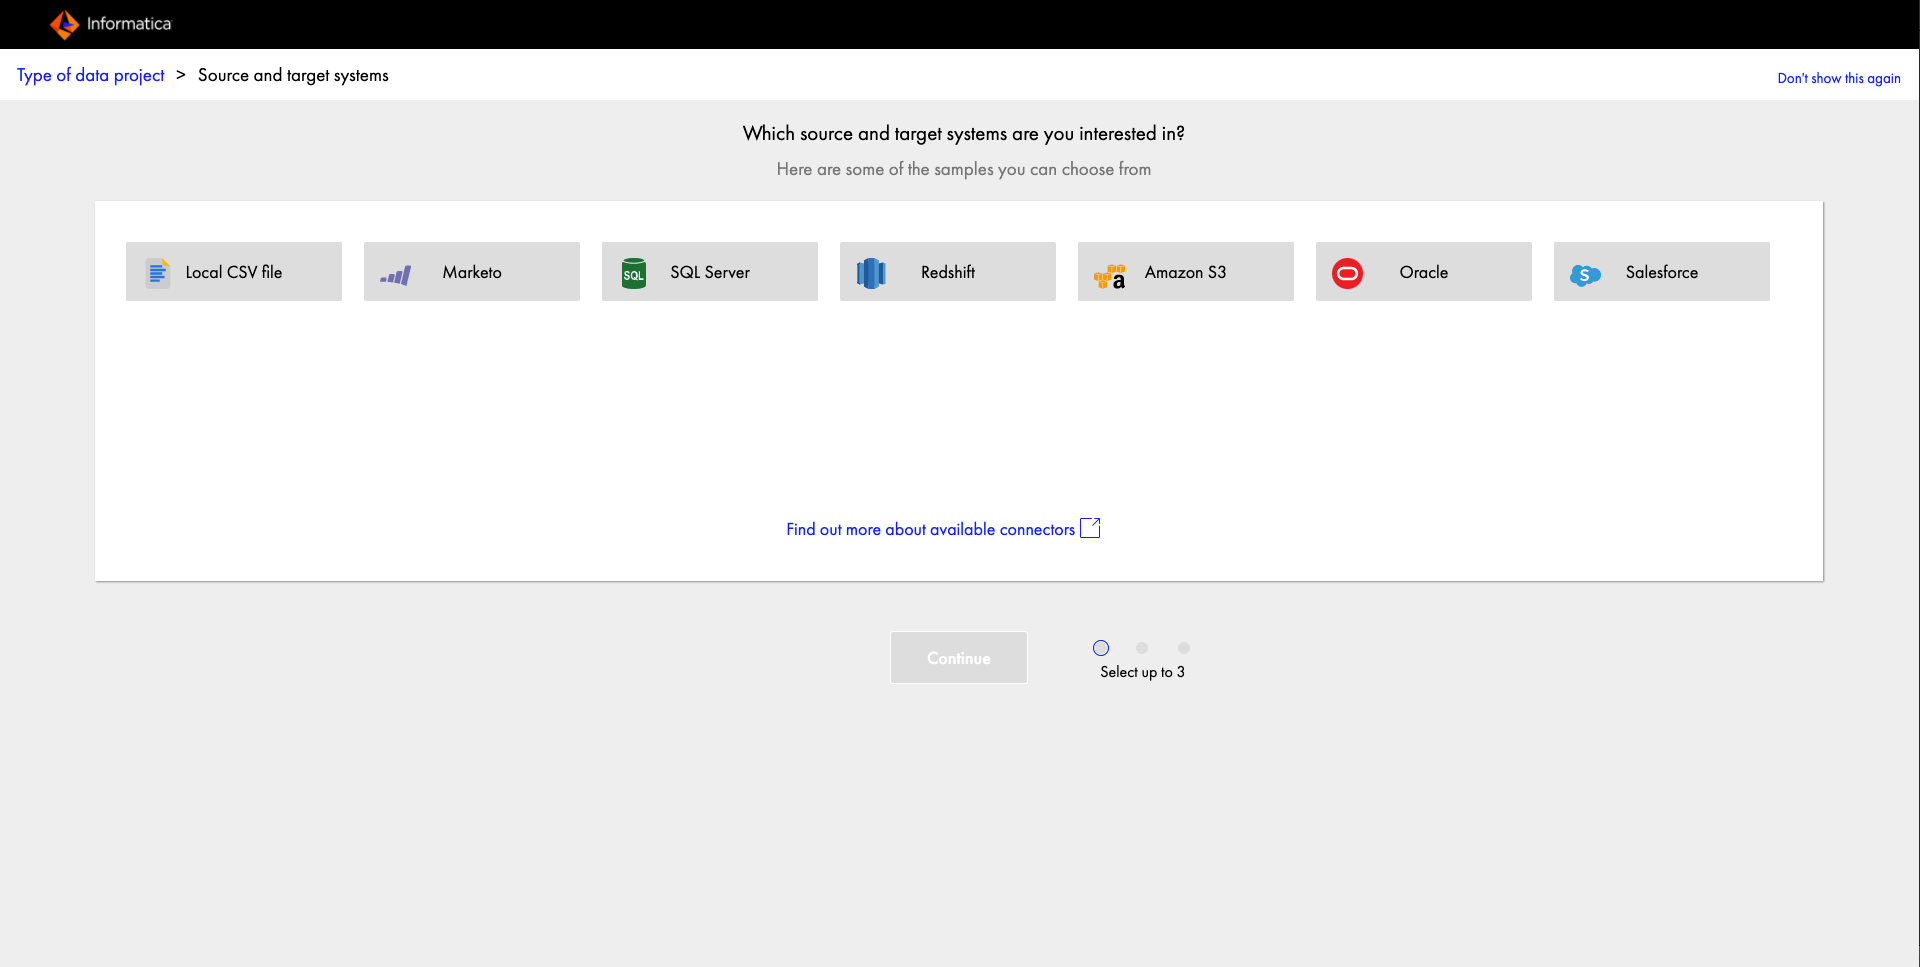 Informatica
Type of data project > Source and target systems
Don't show this again
Which source and target systems are you interested in?
Here are some of the samples you can choose from
Local CSV file
Marketo
SQL
SQL Server
Redshift
a
Amazon S3
Oracle
S
Salesforce
Find out more about available connectors
Continue
Select up to 3